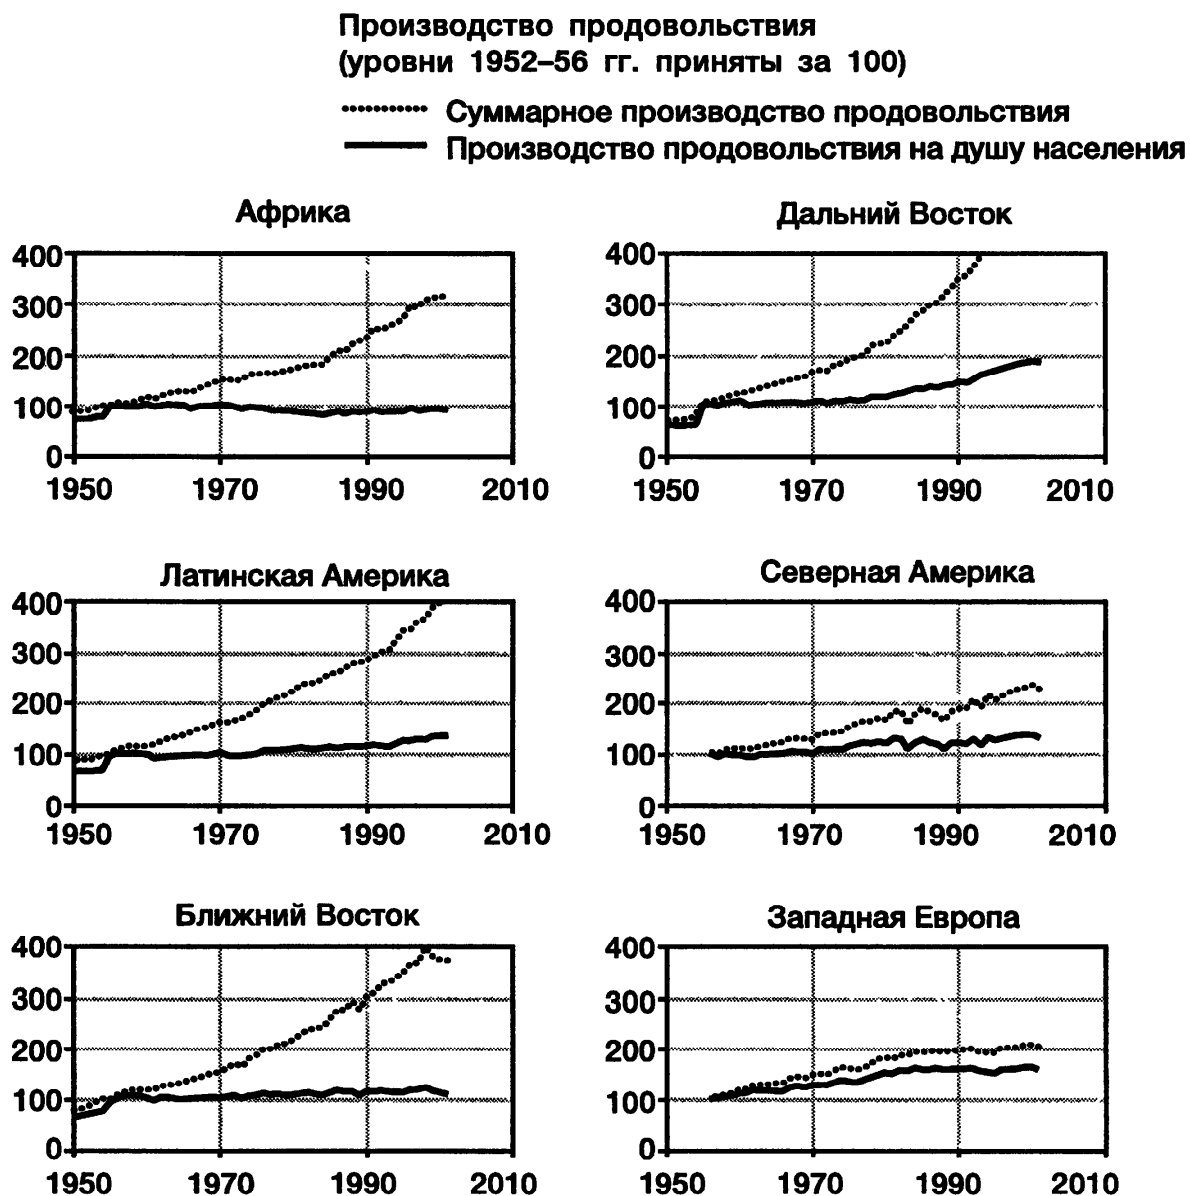 Производство продовольствия
(уровни 1952–56 гг. приняты за 100)
Суммарное производство продовольствия
Производство продовольствия на душу населения
Африка
400
300
200
100
0
1950 1970 1990 2010
Дальний Восток
400
300
200
100
0
1950 1970 1990 2010
Латинская Америка
400
300
200
100
0
1950 1970 1990 2010
Северная Америка
400
300
200
100
0
1950 1970 1990 2010
Ближний Восток
400
300
200
100
0
1950 1970 1990 2010
Западная Европа
400
300
200
100
0
1950 1970 1990 2010